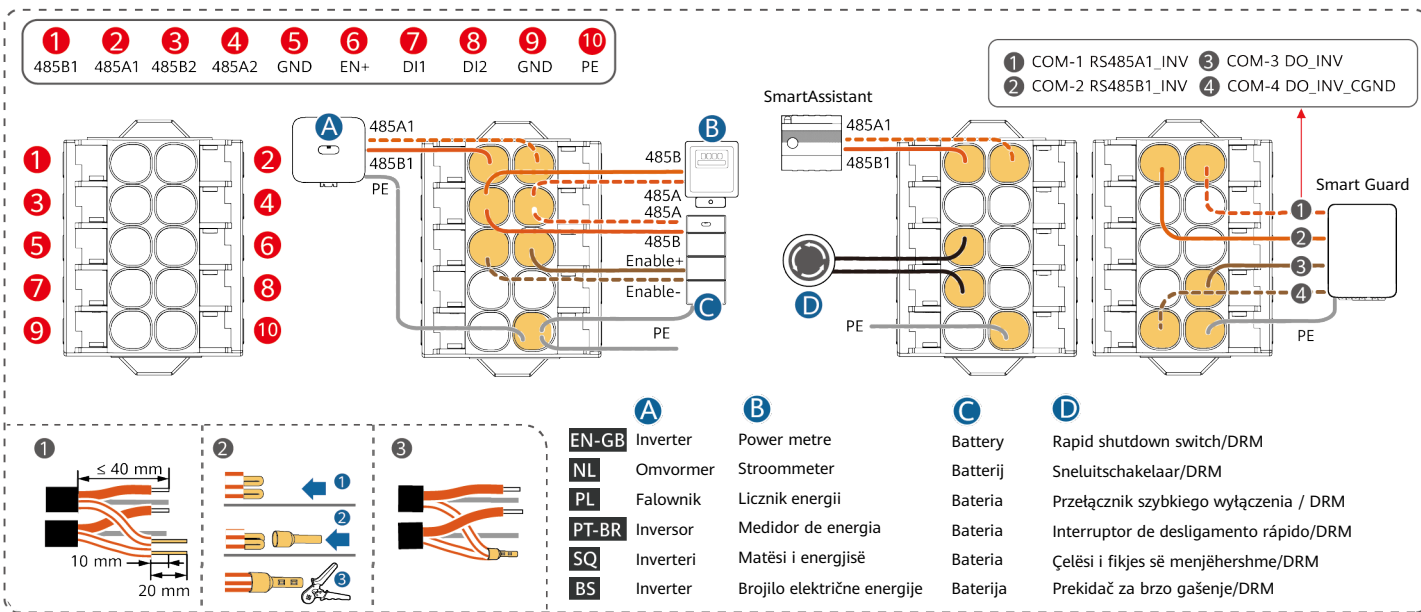 1 2 3 4 5 6 7 8 9 10
485B1 485A1 485B2 485A2 GND EN+ DI1 DI2 GND PE
1 COM-1 RS485A1_INV 3 COM-3 DO_INV
2 COM-2 RS485B1_INV 4 COM-4 DO_INV_CGND
1 2
3 4
5 6
7 8
9 10
A
485A1
485B1
PE
B
485B
485A
485A
485B
Enable+
Enable-
C
PE
SmartAssistant
485A1
485B1
D
PE
Smart Guard
1
2
3
4
PE
1
≤ 40 mm
10 mm
20 mm
2
1
2
3
3
A B C D
EN-GB Inverter Power metre Battery Rapid shutdown switch/DRM
NL Omvormer Stroommeter Batterij Sneluitschakelaar/DRM
PL Falownik Licznik energii Bateria Przełącznik szybkiego wyłączenia / DRM
PT-BR Inversor Medidor de energia Bateria Interruptor de desligamento rápido/DRM
SQ Inverteri Matësi i energjisë Bateria Çelësi i fikjes së menjëhershme/DRM
BS Inverter Brojilo električne energije Baterija Prekidač za brzo gašenje/DRM